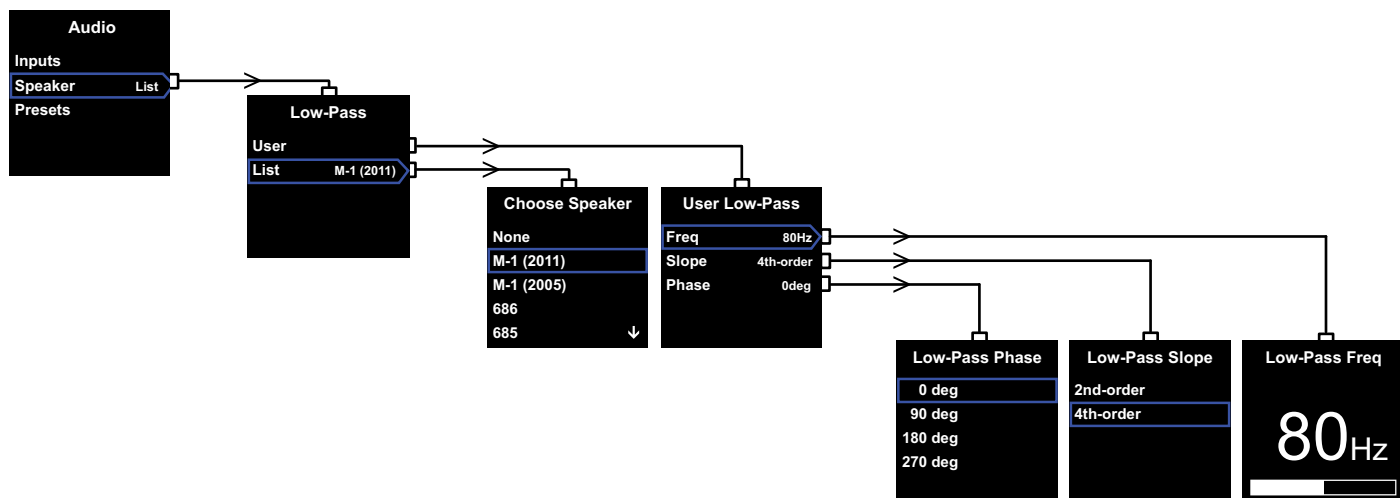 Audio
Inputs
Speaker List
Presets
Low-Pass
User
List M-1 (2011)
Choose Speaker
None
M-1 (2011)
M-1 (2005)
686
685
User Low-Pass
Freq 80Hz
Slope 4th-order
Phase 0deg
Low-Pass Phase
0 deg
90 deg
180 deg
270 deg
Low-Pass Slope
2nd-order
4th-order
Low-Pass Freq
80Hz